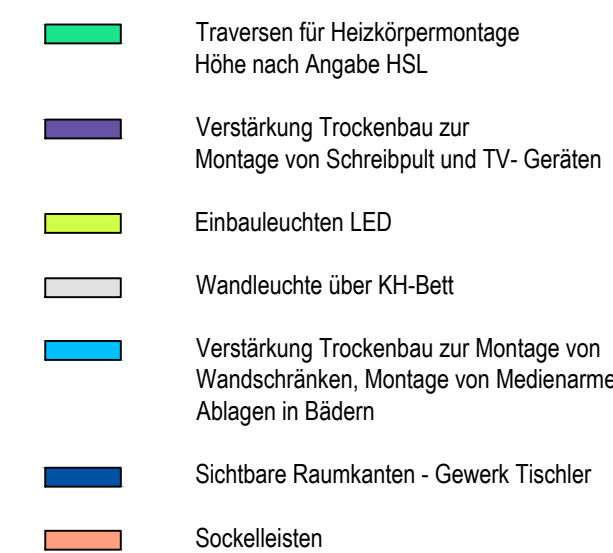 Traversen für Heizkörpermontage
Höhe nach Angabe HSL
Verstärkung Trockenbau zur
Montage von Schreibpult und TV- Geräten
Einbauleuchten LED
Wandleuchte über KH-Bett
Verstärkung Trockenbau zur Montage von
Wandschränken, Montage von Medienarme
Ablagen in Bädern
Sichtbare Raumkanten - Gewerk Tischler
Sockelleisten